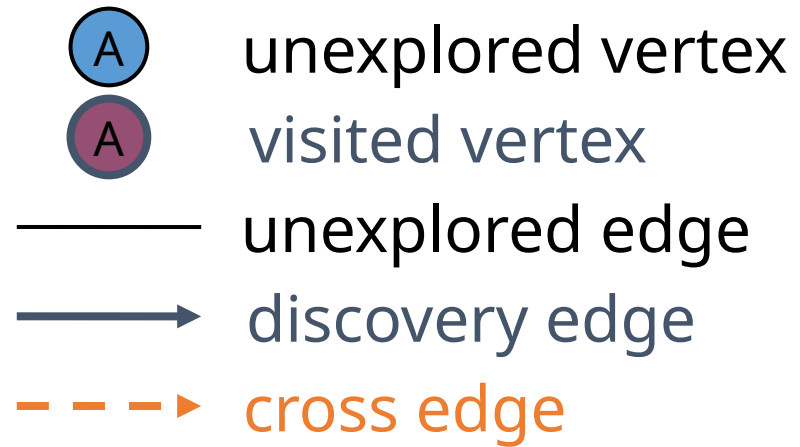 A unexplored vertex
A visited vertex
unexplored edge
discovery edge
cross edge